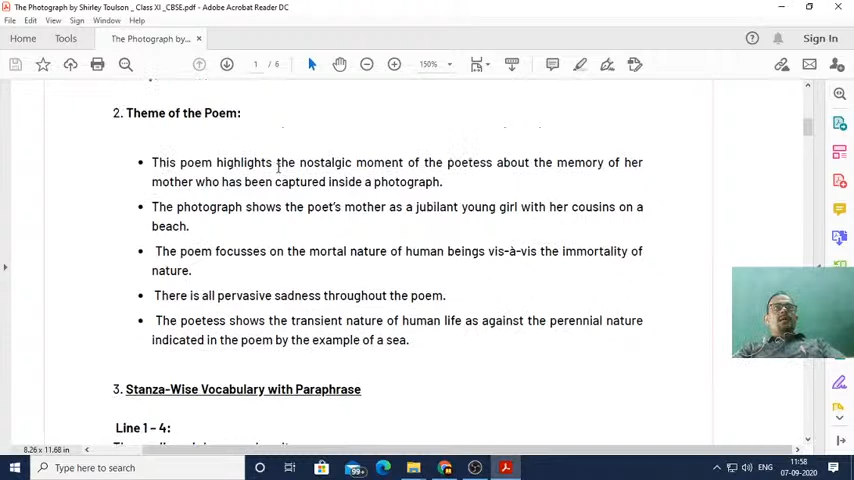 The Photograph by Shirley Toulson _ Class XI _CBSE.pdf - Adobe Acrobat Reader DC
File Edit View Sign Window Help
Home Tools The Photograph by... × Sign In
1 / 6 150%
2. Theme of the Poem:
• This poem highlights the nostalgic moment of the poetess about the memory of her
mother who has been captured inside a photograph.
• The photograph shows the poet's mother as a jubilant young girl with her cousins on a
beach.
• The poem focusses on the mortal nature of human beings vis-à-vis the immortality of
nature.
• There is all pervasive sadness throughout the poem.
• The poetess shows the transient nature of human life as against the perennial nature
indicated in the poem by the example of a sea.
3. Stanza-Wise Vocabulary with Paraphrase
Line 1 – 4:
8.26 x 11.68 in
Type here to search
99+
ENG
11:58
07-09-2020